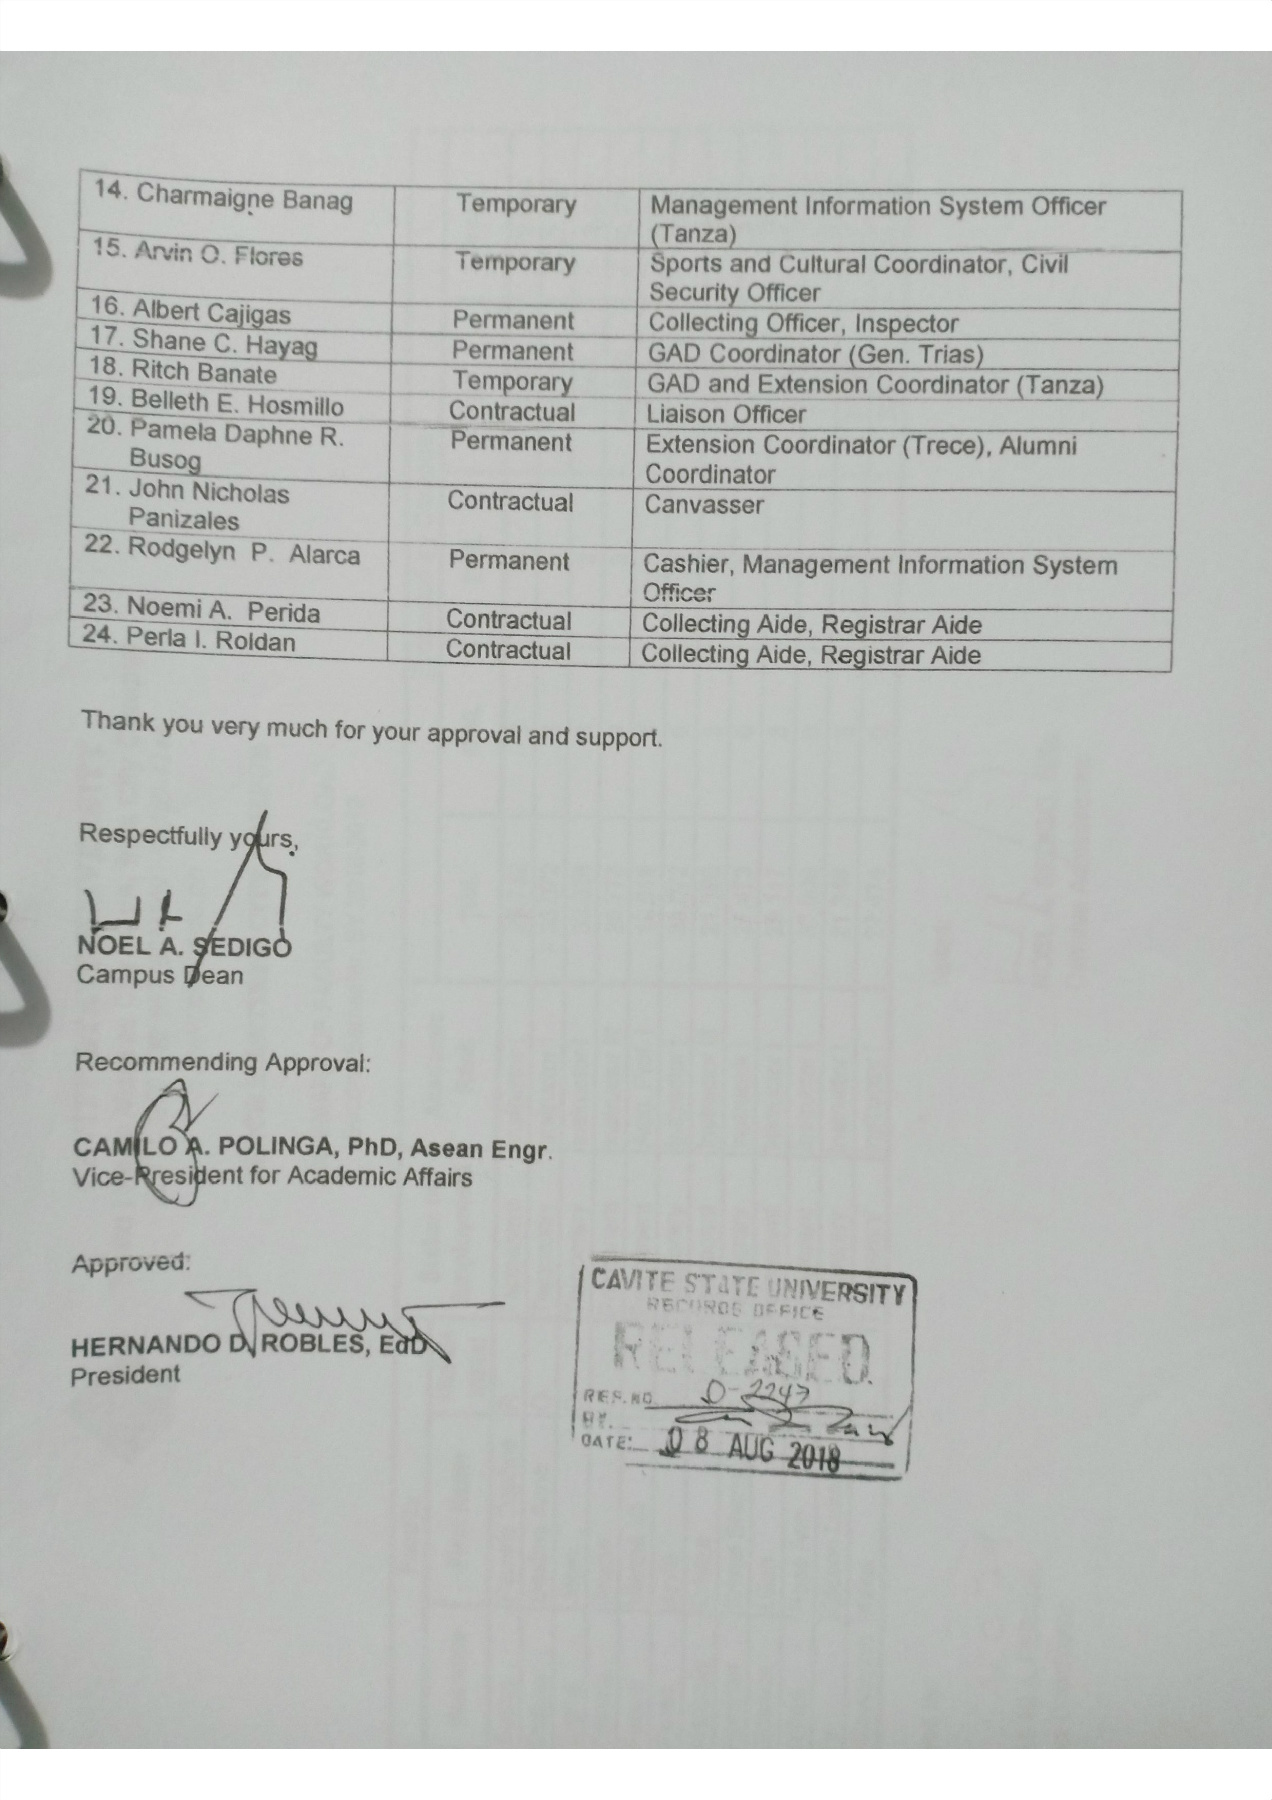 14. Charmaigne Banag Temporary Management Information System Officer
(Tanza)
15. Arvin O. Flores Temporary Sports and Cultural Coordinator, Civil
Security Officer
16. Albert Cajigas Permanent Collecting Officer, Inspector
17. Shane C. Hayag Permanent GAD Coordinator (Gen. Trias)
18. Ritch Banate Temporary GAD and Extension Coordinator (Tanza)
19. Belleth E. Hosmillo Contractual Liaison Officer
20. Pamela Daphne R. Permanent Extension Coordinator (Trece), Alumni
Busog Coordinator
21. John Nicholas Contractual Canvasser
Panizales
22. Rodgelyn P. Alarca Permanent Cashier, Management Information System
Officer
23. Noemi A. Perida Contractual Collecting Aide, Registrar Aide
24. Perla I. Roldan Contractual Collecting Aide, Registrar Aide
Thank you very much for your approval and support.
Respectfully yours,
NOEL A. SEDIGO
Campus Dean
Recommending Approval:
CAMILO A. POLINGA, PhD, Asean Engr.
Vice-President for Academic Affairs
Approved:
HERNANDO D. ROBLES, EdD
President
CAVITE STATE UNIVERSITY
RECORDS OFFICE
RELEASED
REF. NO. D-2247
BY.
DATE: 08 AUG 2018